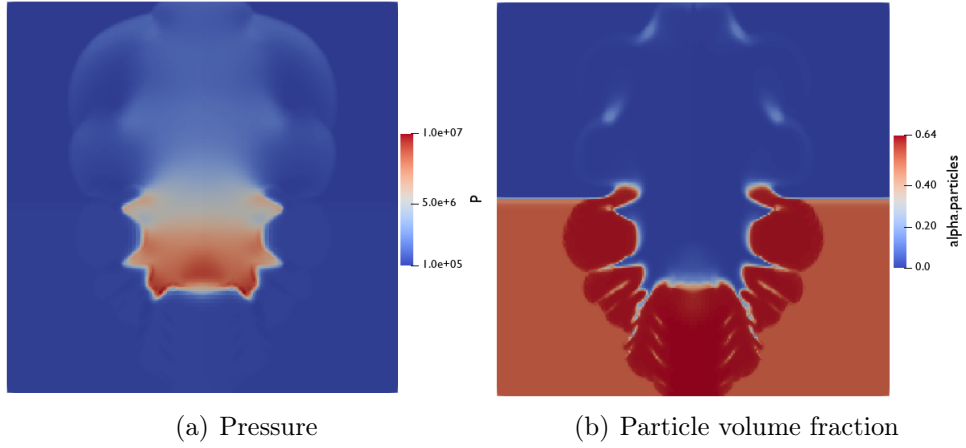 1.0e+07
5.0e+6
1.0e+05
P
0.64
0.40
0.20
0.0
alpha.particles
(a) Pressure
(b) Particle volume fraction